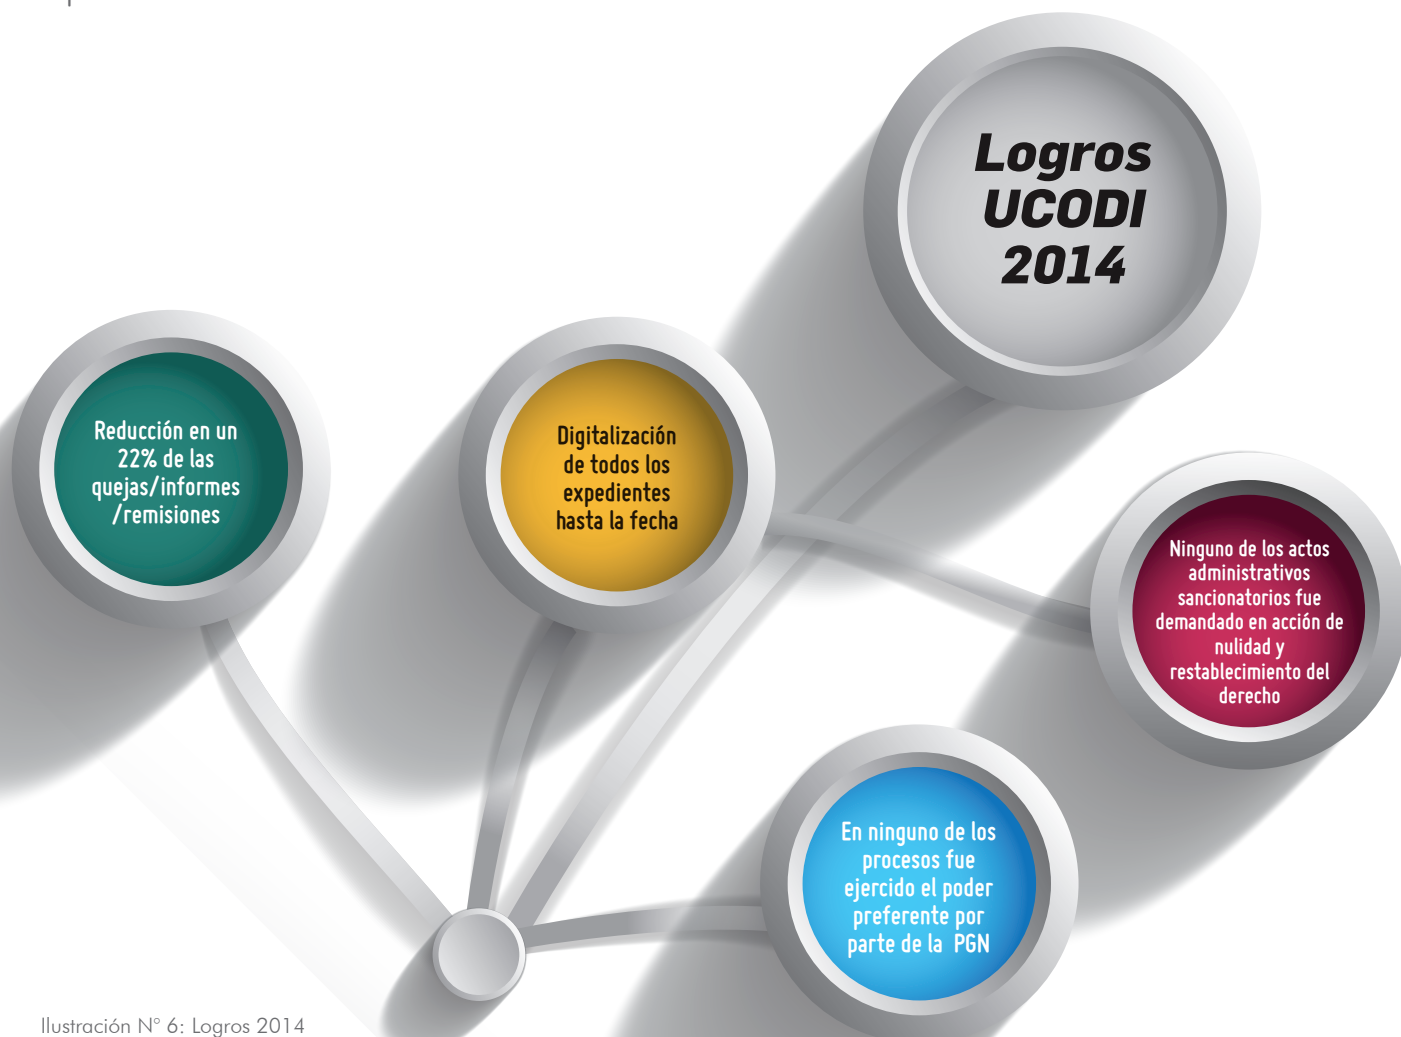 Logros
UCODI
2014
Reducción en un
22% de las
quejas/informes
/remisiones
Digitalización
de todos los
expedientes
hasta la fecha
Ninguno de los actos
administrativos
sancionatorios fue
demandado en acción de
nulidad y
restablecimiento del
derecho
En ninguno de los
procesos fue
ejercido el poder
preferente por
parte de la PGN
Ilustración N° 6: Logros 2014